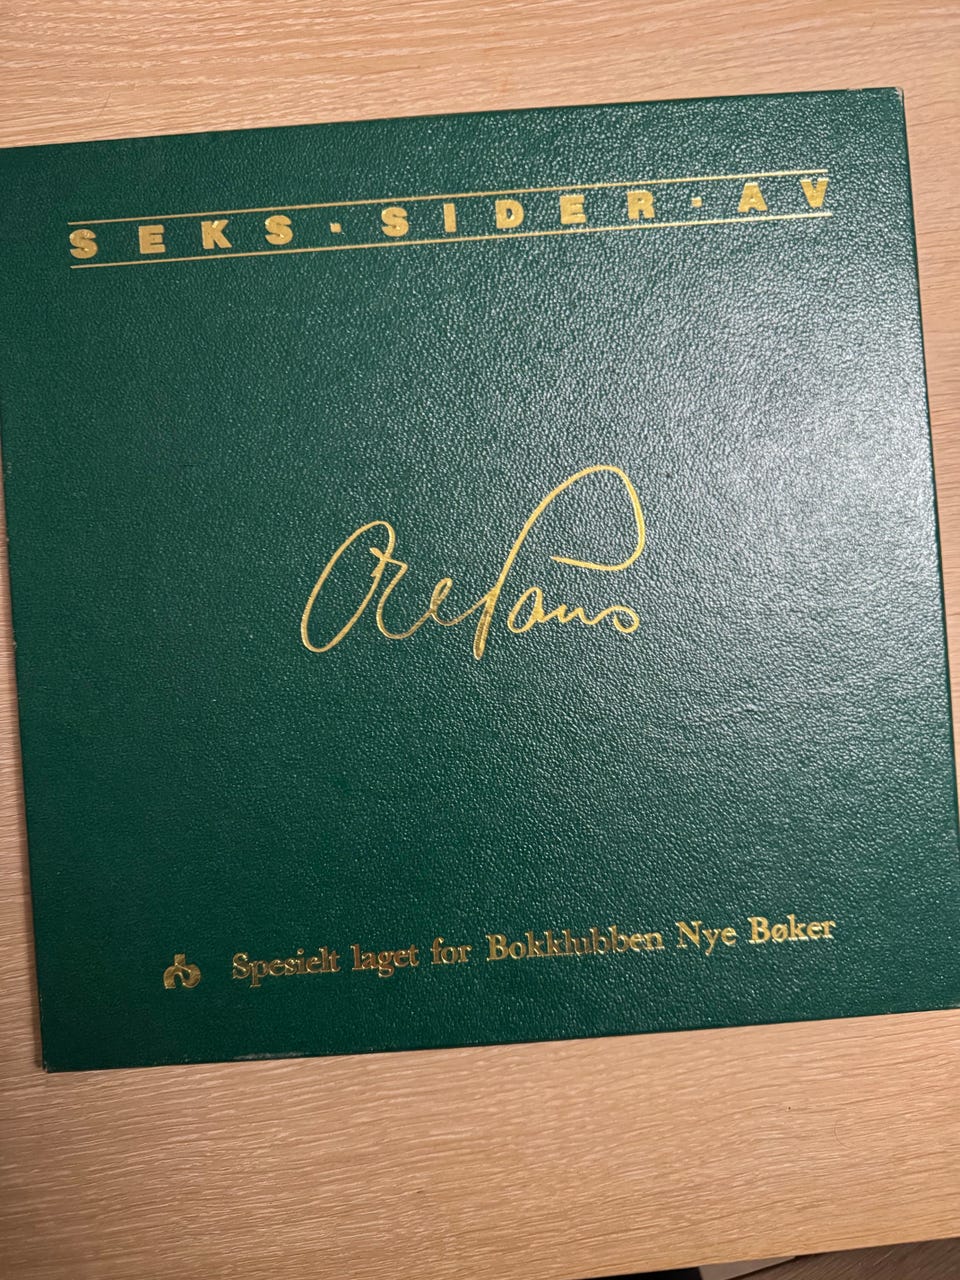 SEKS · SIDER · AV
Ole Paus
Spesielt laget for Bokklubben Nye Bøker